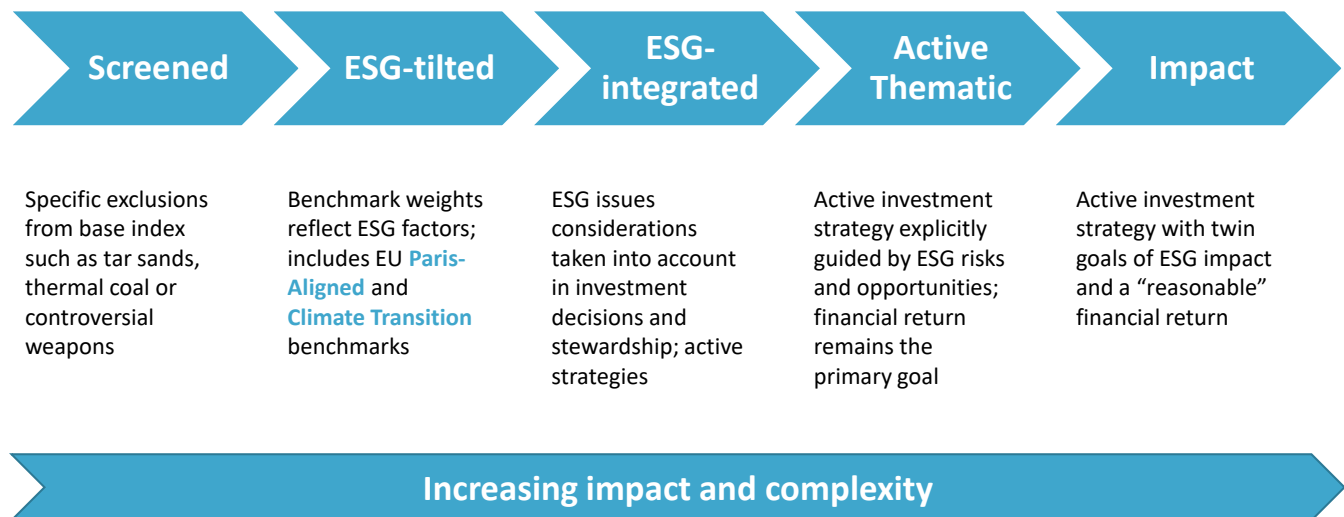 Screened
ESG-tilted
ESG-
integrated
Active
Thematic
Impact
Specific exclusions
from base index
such as tar sands,
thermal coal or
controversial
weapons
Benchmark weights
reflect ESG factors;
includes EU Paris-
Aligned and
Climate Transition
benchmarks
ESG issues
considerations
taken into account
in investment
decisions and
stewardship; active
strategies
Active investment
strategy explicitly
guided by ESG risks
and opportunities;
financial return
remains the
primary goal
Active investment
strategy with twin
goals of ESG impact
and a “reasonable”
financial return
Increasing impact and complexity